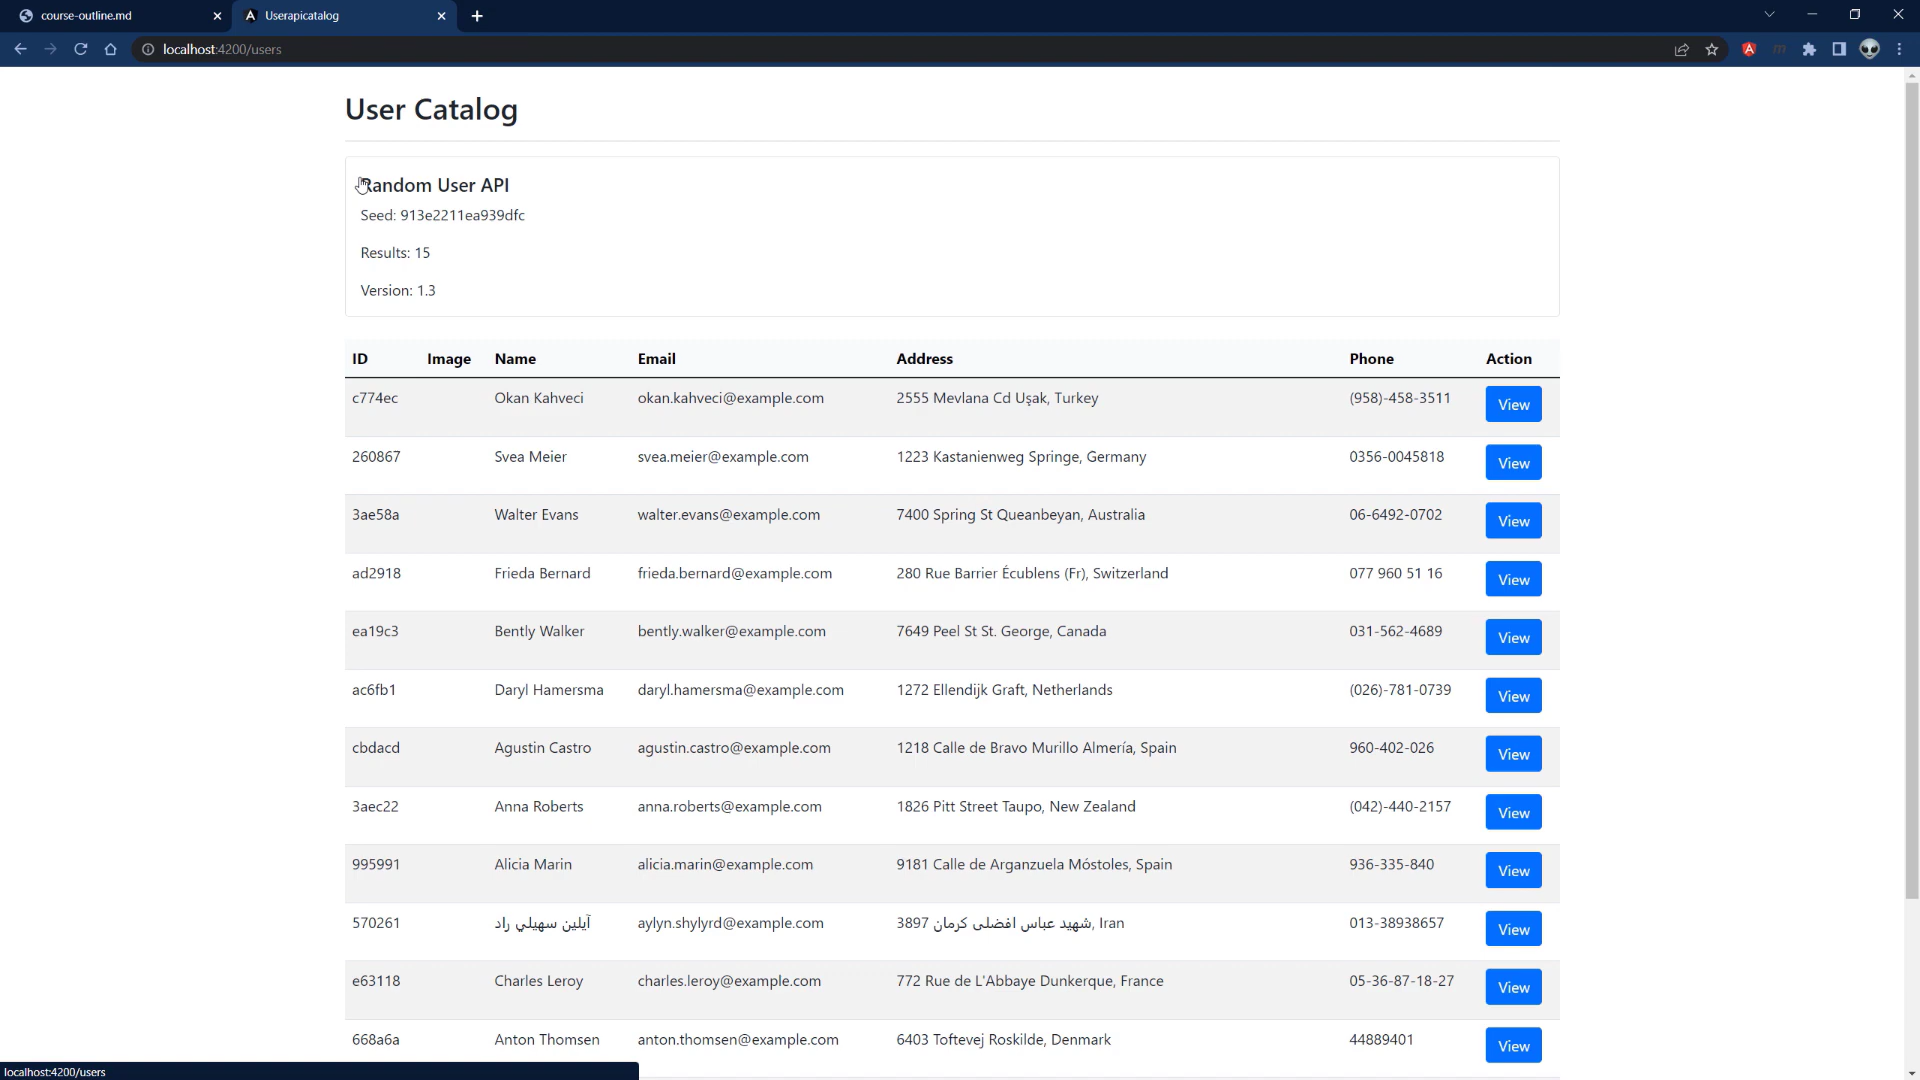 course-outline.md
Userapicatalog
localhost:4200/users
User Catalog
Random User API
Seed: 913e2211ea939dfc
Results: 15
Version: 1.3
ID Image Name Email Address Phone Action
c774ec Okan Kahveci okan.kahveci@example.com 2555 Mevlana Cd Uşak, Turkey (958)-458-3511 View
260867 Svea Meier svea.meier@example.com 1223 Kastanienweg Springe, Germany 0356-0045818 View
3ae58a Walter Evans walter.evans@example.com 7400 Spring St Queanbeyan, Australia 06-6492-0702 View
ad2918 Frieda Bernard frieda.bernard@example.com 280 Rue Barrier Écublens (Fr), Switzerland 077 960 51 16 View
ea19c3 Bently Walker bently.walker@example.com 7649 Peel St St. George, Canada 031-562-4689 View
ac6fb1 Daryl Hamersma daryl.hamersma@example.com 1272 Ellendijk Graft, Netherlands (026)-781-0739 View
cbdacd Agustin Castro agustin.castro@example.com 1218 Calle de Bravo Murillo Almería, Spain 960-402-026 View
3aec22 Anna Roberts anna.roberts@example.com 1826 Pitt Street Taupo, New Zealand (042)-440-2157 View
995991 Alicia Marin alicia.marin@example.com 9181 Calle de Arganzuela Móstoles, Spain 936-335-840 View
570261 آیلین سهيلي راد aylyn.shylyrd@example.com 3897 شهید عباس افضلی کرمان, Iran 013-38938657 View
e63118 Charles Leroy charles.leroy@example.com 772 Rue de L'Abbaye Dunkerque, France 05-36-87-18-27 View
668a6a Anton Thomsen anton.thomsen@example.com 6403 Toftevej Roskilde, Denmark 44889401 View
localhost:4200/users